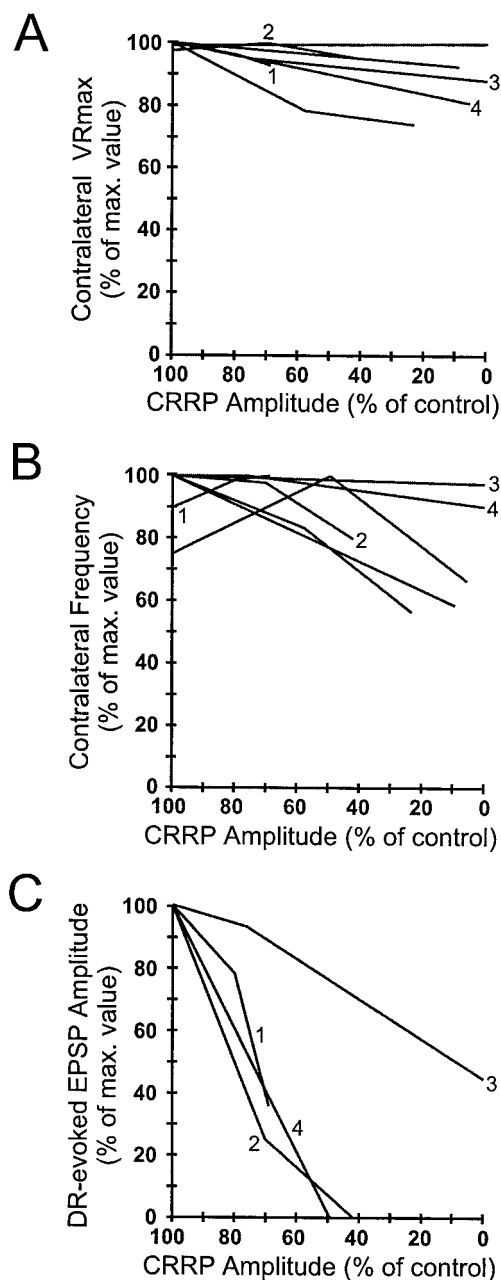 A
Contralateral VRmax
(% of max. value)
100
80
60
40
20
0
2
1
3
4
100 80 60 40 20 0
CRRP Amplitude (% of control)
B
Contralateral Frequency
(% of max. value)
100
80
60
40
20
0
1
2
3
4
100 80 60 40 20 0
CRRP Amplitude (% of control)
C
DR-evoked EPSP Amplitude
(% of max. value)
100
80
60
40
20
0
1
4
2
3
100 80 60 40 20 0
CRRP Amplitude (% of control)